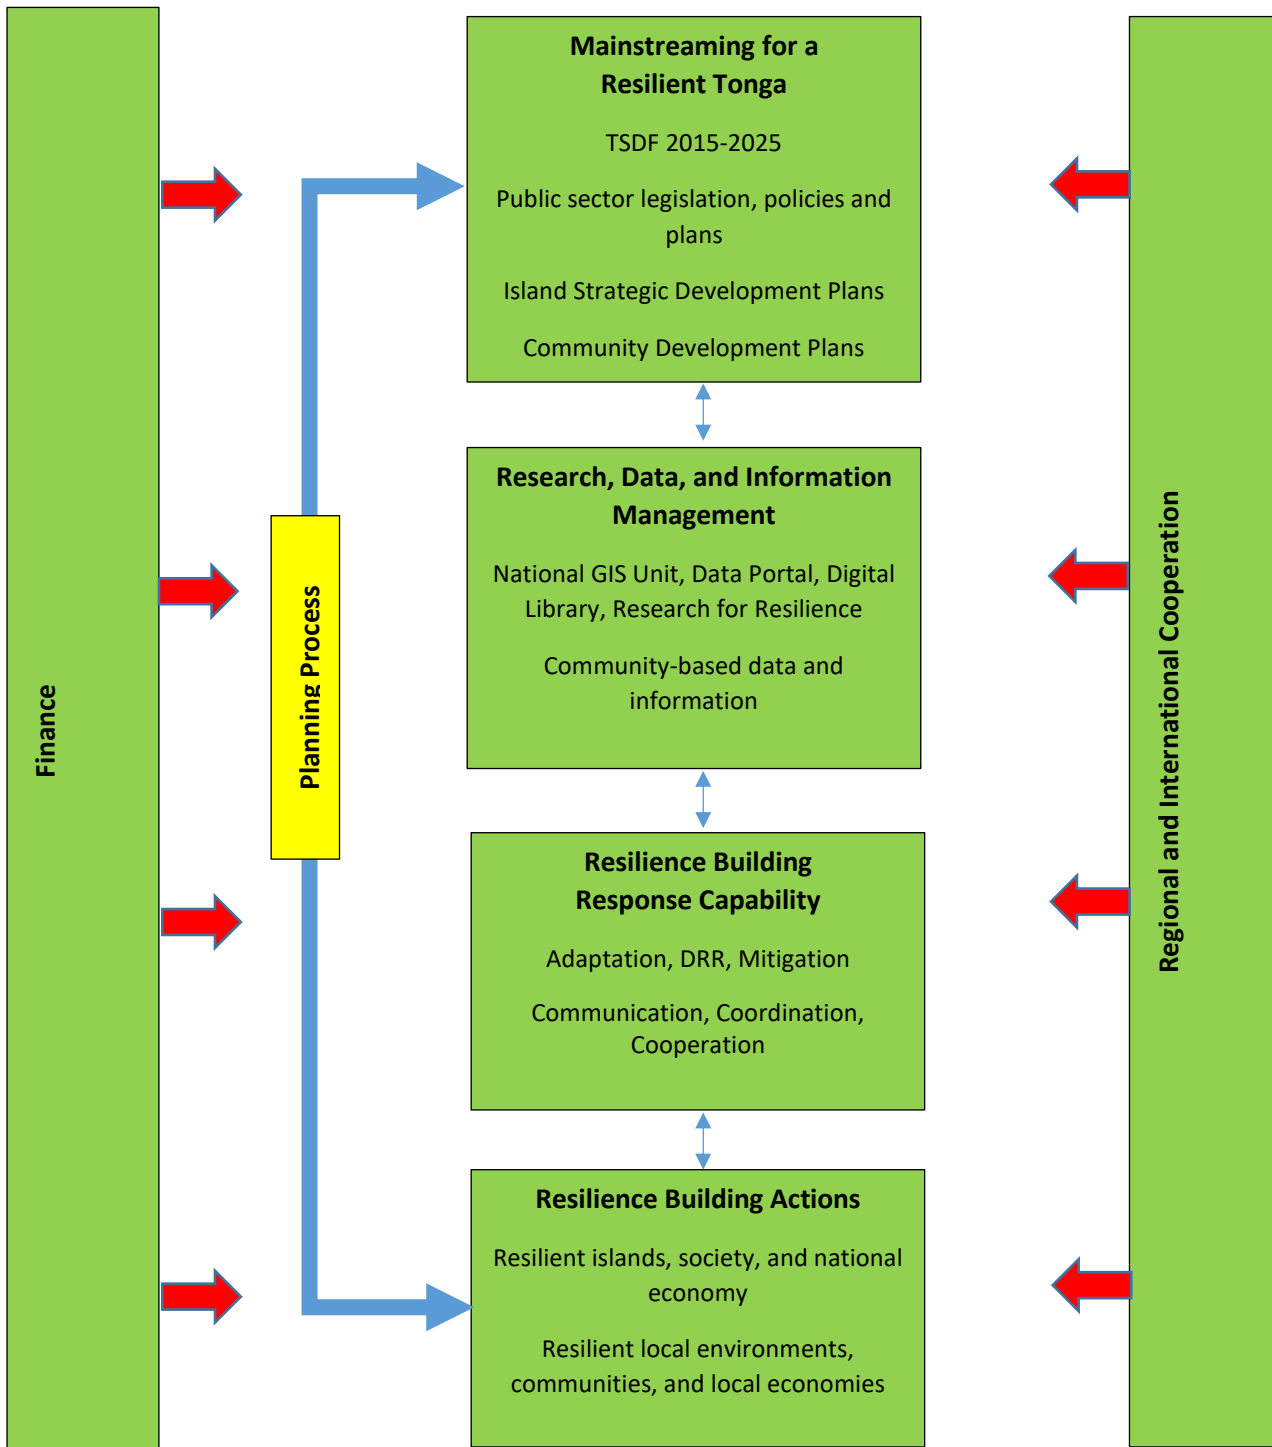 Mainstreaming for a
Resilient Tonga
TSDF 2015-2025
Public sector legislation, policies and
plans
Island Strategic Development Plans
Community Development Plans
Research, Data, and Information
Management
National GIS Unit, Data Portal, Digital
Library, Research for Resilience
Community-based data and
information
Resilience Building
Response Capability
Adaptation, DRR, Mitigation
Communication, Coordination,
Cooperation
Resilience Building Actions
Resilient islands, society, and national
economy
Resilient local environments,
communities, and local economies
Finance
Planning Process
Regional and International Cooperation